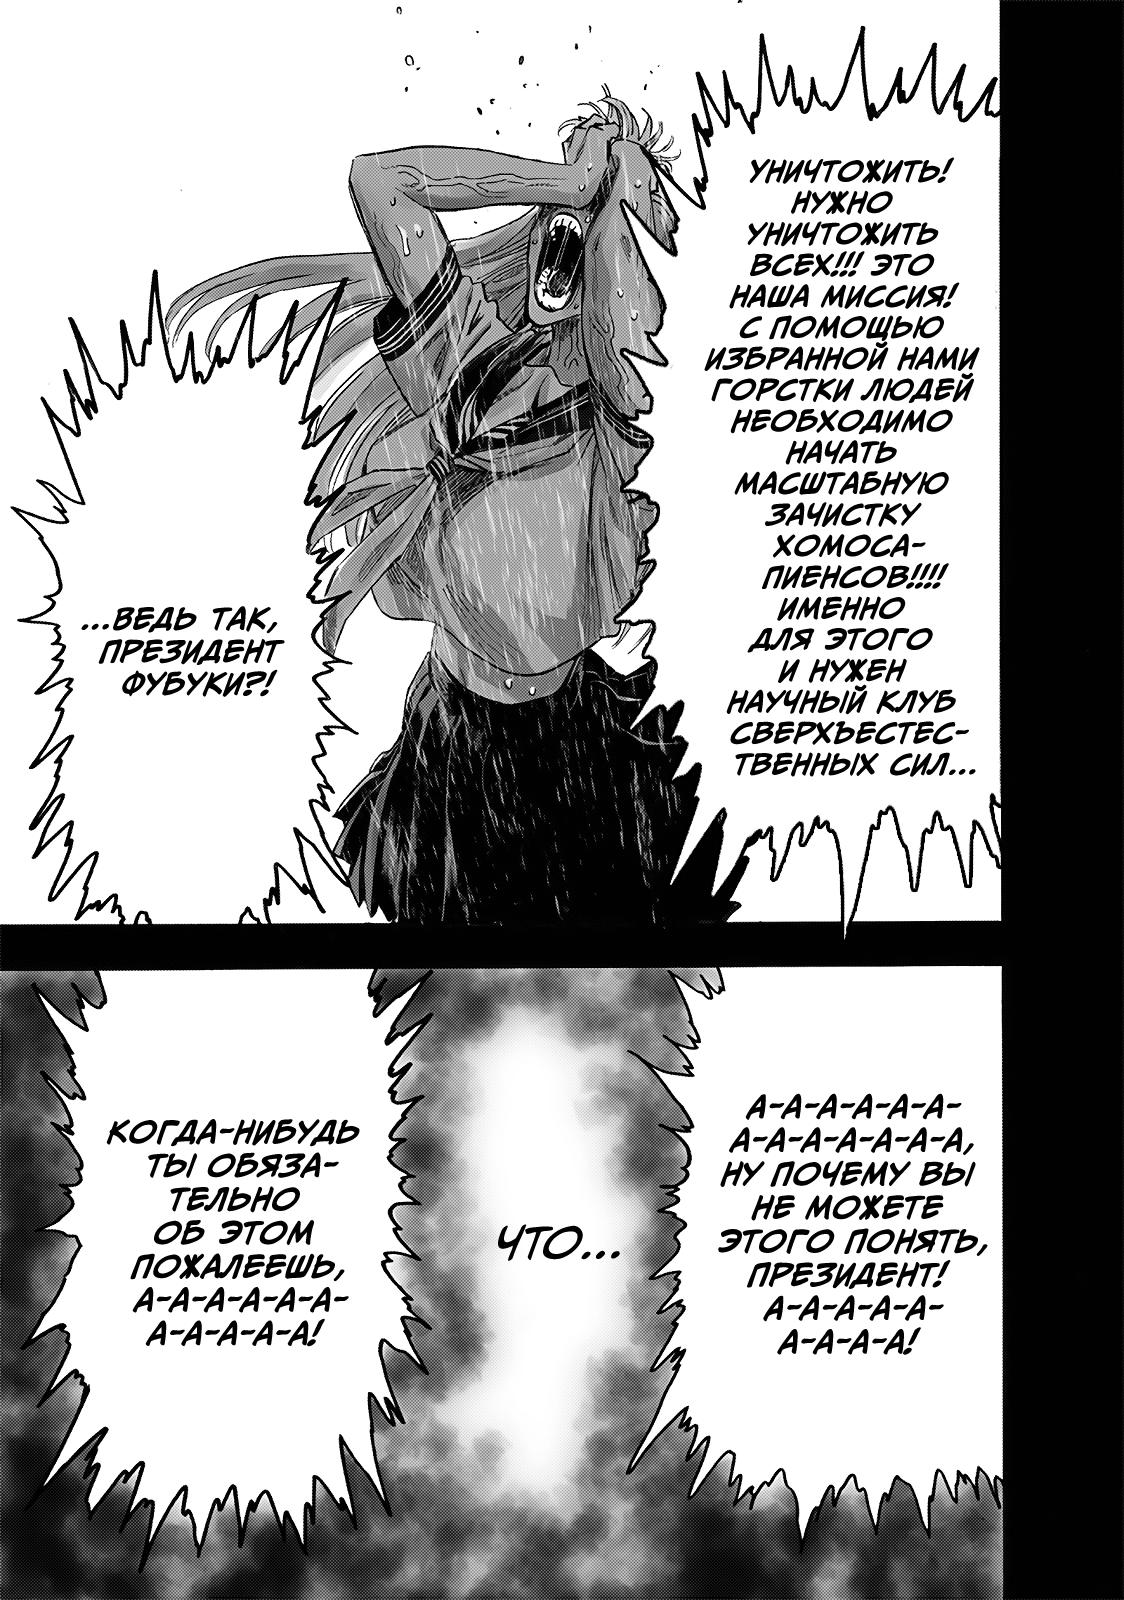 УНИЧТОЖИТЬ!
НУЖНО
УНИЧТОЖИТЬ
ВСЕХ!!! ЭТО
НАША МИССИЯ!
С ПОМОЩЬЮ
ИЗБРАННОЙ НАМИ
ГОРСТКИ ЛЮДЕЙ
НЕОБХОДИМО
НАЧАТЬ
МАСШТАБНУЮ
ЗАЧИСТКУ
ХОМОСА-
ПИЕНСОВ!!!!
ИМЕННО
ДЛЯ ЭТОГО
И НУЖЕН
НАУЧНЫЙ КЛУБ
СВЕРХЪЕСТЕС-
ТВЕННЫХ СИЛ...
...ВЕДЬ ТАК,
ПРЕЗИДЕНТ
ФУБУКИ?!
А-А-А-А-А-А-
А-А-А-А-А-А-А,
НУ ПОЧЕМУ ВЫ
НЕ МОЖЕТЕ
ЭТОГО ПОНЯТЬ,
ПРЕЗИДЕНТ!
А-А-А-А-А-
А-А-А-А!
ЧТО...
КОГДА-НИБУДЬ
ТЫ ОБЯЗА-
ТЕЛЬНО
ОБ ЭТОМ
ПОЖАЛЕЕШЬ,
А-А-А-А-А-А-
А-А-А-А-А!